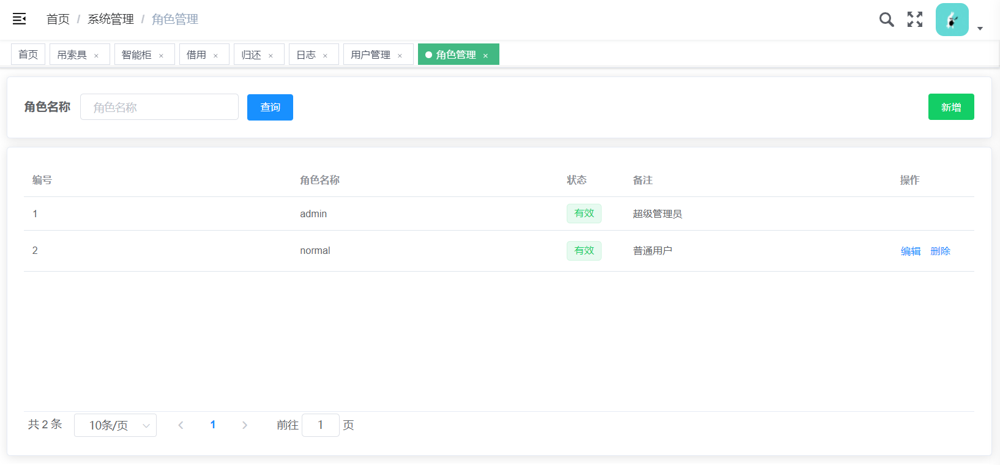 首页 / 系统管理 / 角色管理
首页 吊索具 × 智能柜 × 借用 × 归还 × 日志 × 用户管理 × 角色管理 ×
角色名称 角色名称 查询 新增
编号 角色名称 状态 备注 操作
1 admin 有效 超级管理员
2 normal 有效 普通用户 编辑 删除
共 2 条 10条/页 1 前往 1 页